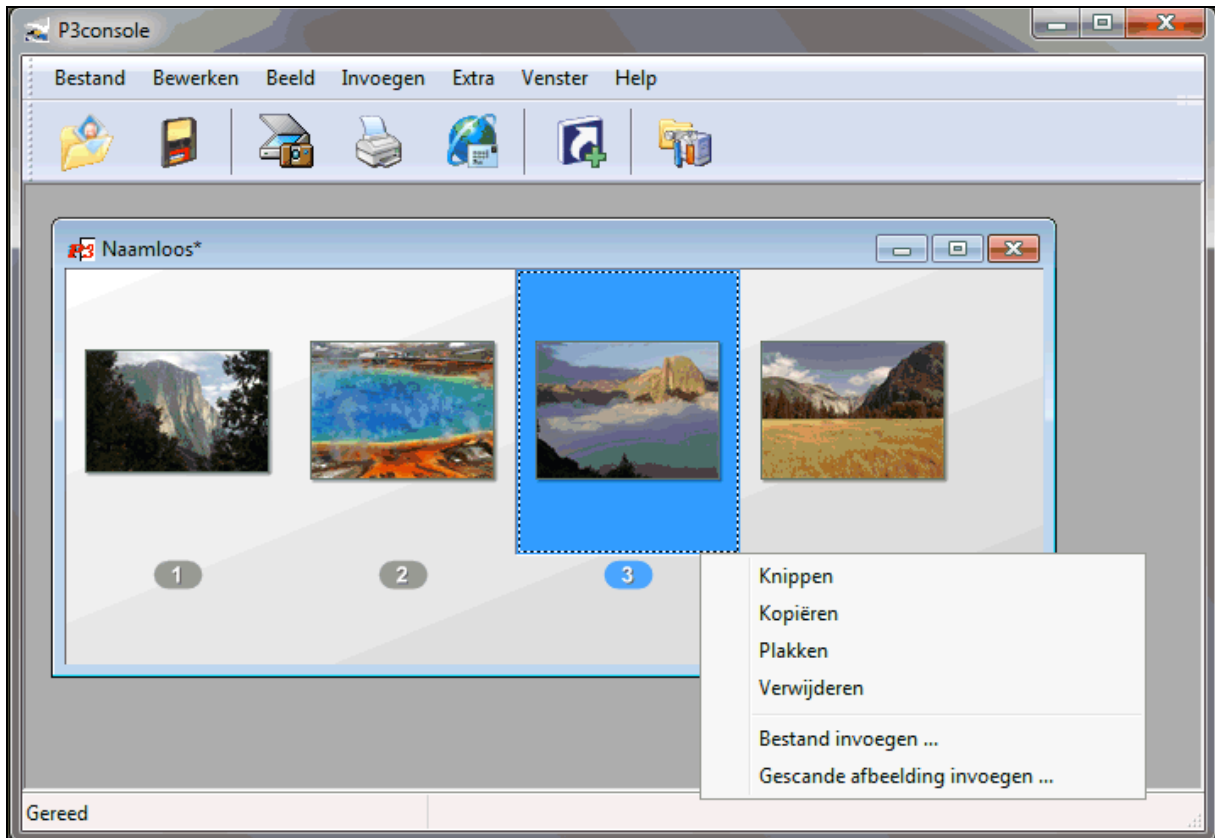 P3console
Bestand Bewerken Beeld Invoegen Extra Venster Help
P3 Naamloos*
1 2 3
Knippen
Kopiëren
Plakken
Verwijderen
Bestand invoegen ...
Gescande afbeelding invoegen ...
Gereed